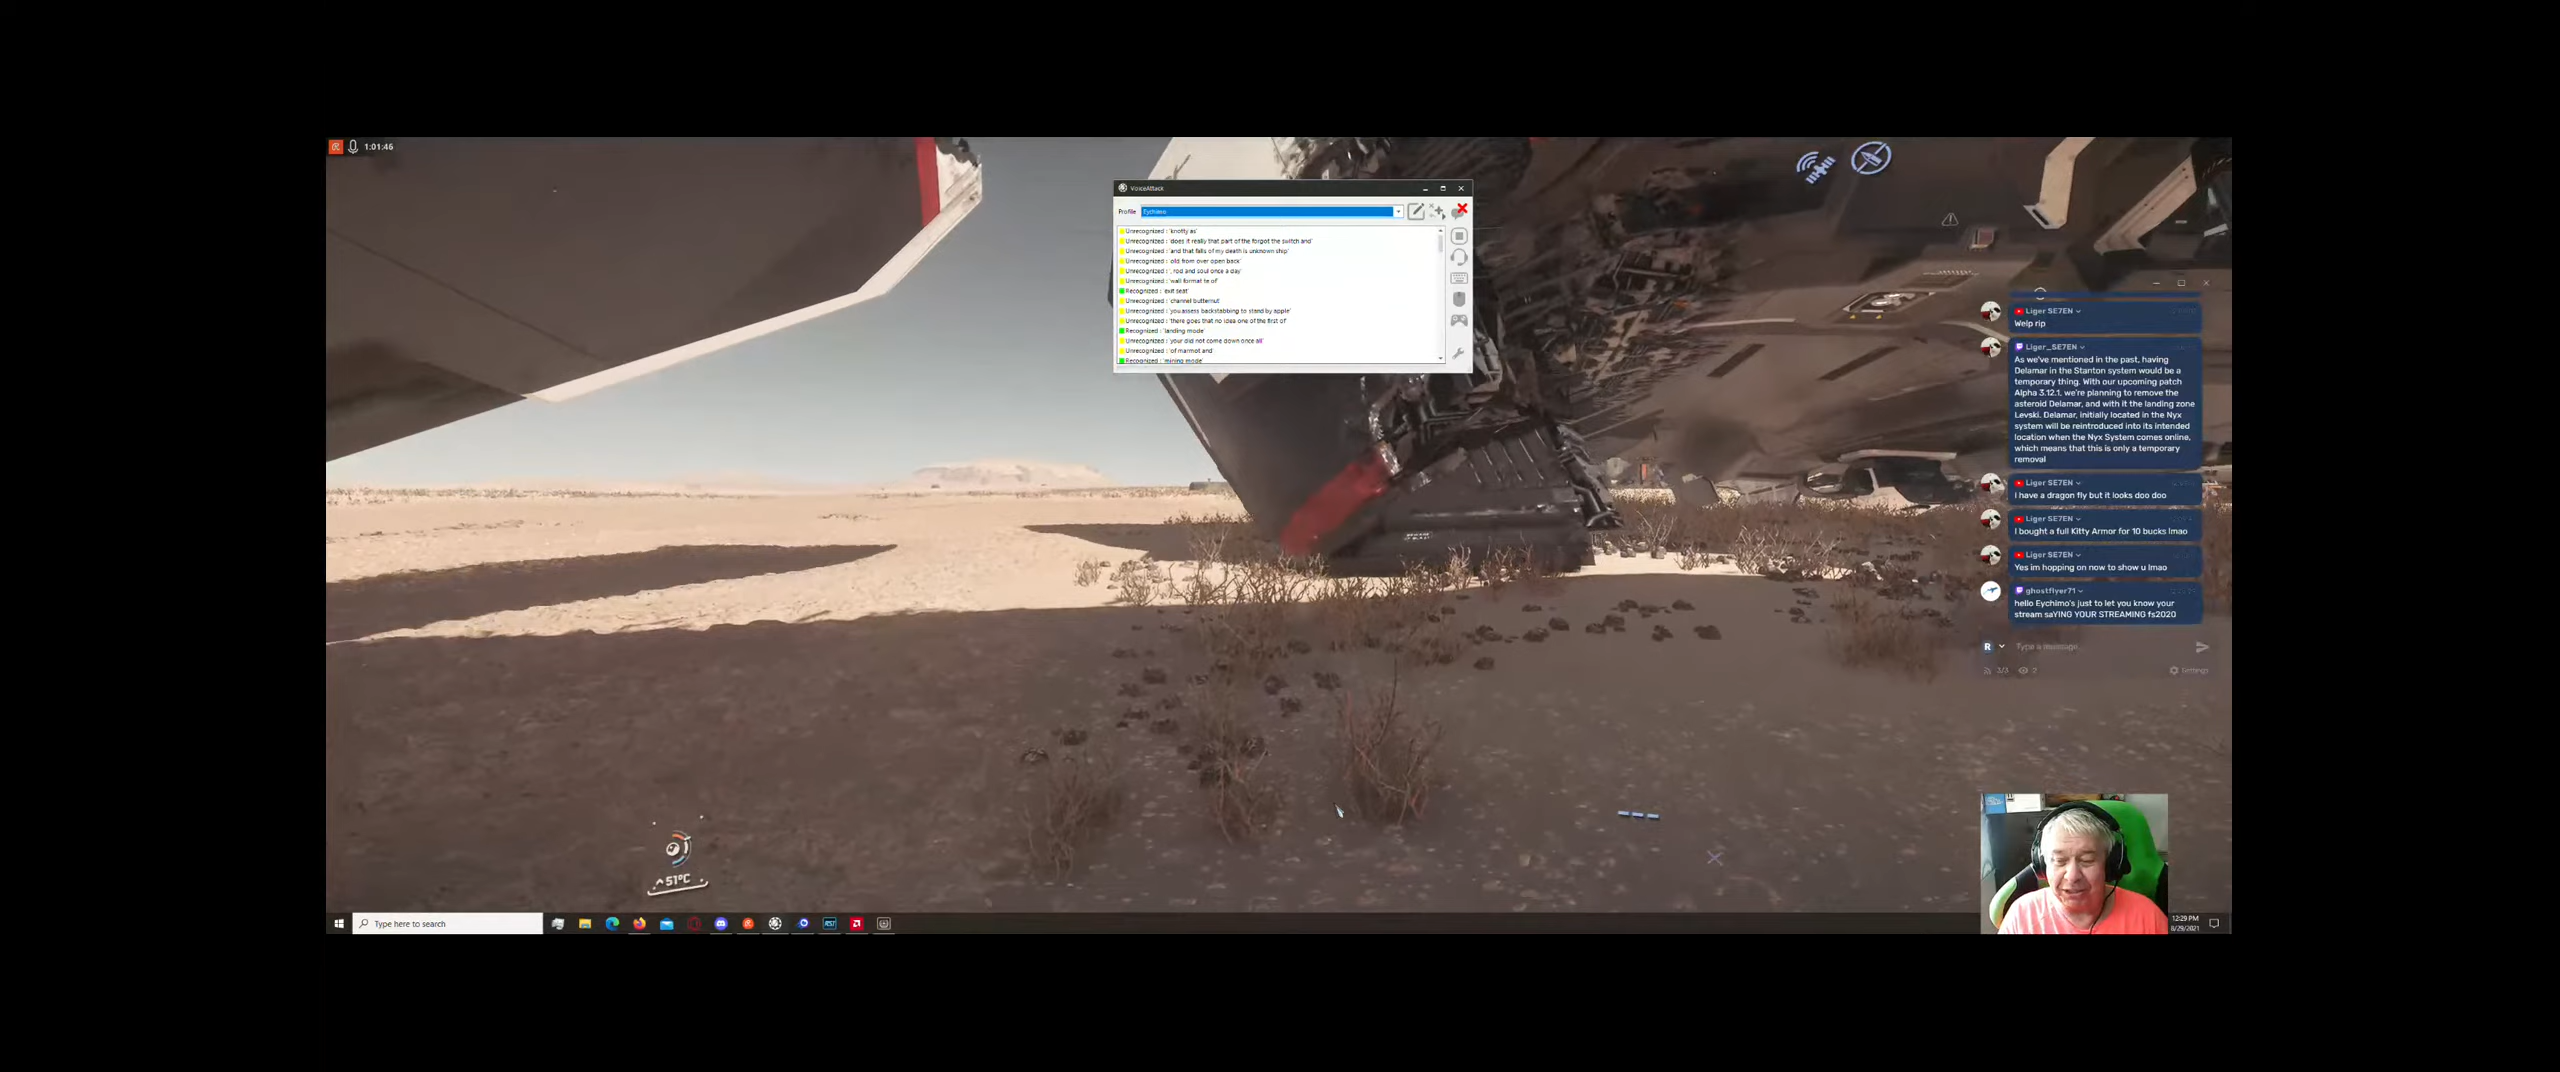 1:01:46
VoiceAttack
Profile Eychimo
Unrecognized : 'knotty as'
Unrecognized : 'does it really that part of the forgot the switch and'
Unrecognized : 'and that falls of my death is unknown ship'
Unrecognized : 'old from over open back'
Unrecognized : ', rod and soul once a day'
Unrecognized : 'wall format te of'
Recognized : 'exit seat'
Unrecognized : 'channel butternut'
Unrecognized : 'you assess backstabbing to stand by apple'
Unrecognized : 'there goes that no idea one of the first of'
Recognized : 'landing mode'
Unrecognized : 'your did not come down once all'
Unrecognized : 'of marmot and'
Recognized : 'mining mode'
Liger SE7EN
Welp rip
Liger_SE7EN
As we've mentioned in the past, having
Delamar in the Stanton system would be a
temporary thing. With our upcoming patch
Alpha 3.12.1, we're planning to remove the
asteroid Delamar, and with it the landing zone
Levski. Delamar, initially located in the Nyx
system will be reintroduced into its intended
location when the Nyx System comes online,
which means that this is only a temporary
removal
Liger SE7EN
I have a dragon fly but it looks doo doo
Liger SE7EN
I bought a full Kitty Armor for 10 bucks lmao
Liger SE7EN
Yes im hopping on now to show u lmao
ghostflyer71
hello Eychimo's just to let you know your
stream saYING YOUR STREAMING fs2020
R Type a message...
3/3 2 Settings
51°C
Type here to search
RST
12:29 PM
8/29/2021